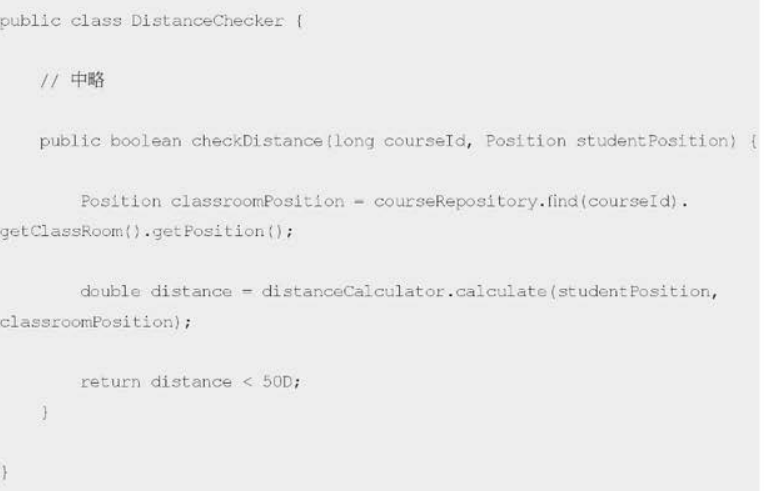 public class DistanceChecker {
// 中略
public boolean checkDistance(long courseId, Position studentPosition) {
Position classroomPosition = courseRepository.find(courseId).
getClassRoom().getPosition();
double distance = distanceCalculator.calculate(studentPosition,
classroomPosition);
return distance < 50D;
}
}